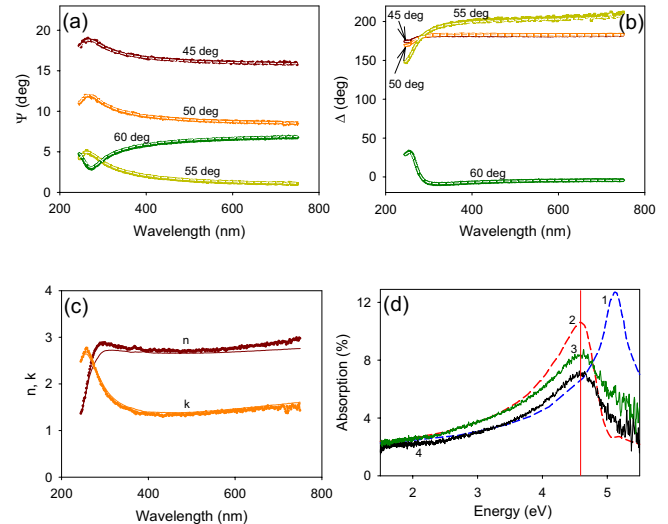 (a)
45 deg
50 deg
60 deg
55 deg
Ψ (deg)
0
5
10
15
20
200
400
600
800
Wavelength (nm)
(b)
45 deg
55 deg
50 deg
60 deg
Δ (deg)
0
50
100
150
200
200
400
600
800
Wavelength (nm)
(c)
n
k
n, k
0
1
2
3
4
200
400
600
800
Wavelength (nm)
(d)
1
2
3
4
Absorption (%)
0
4
8
12
2
3
4
5
Energy (eV)